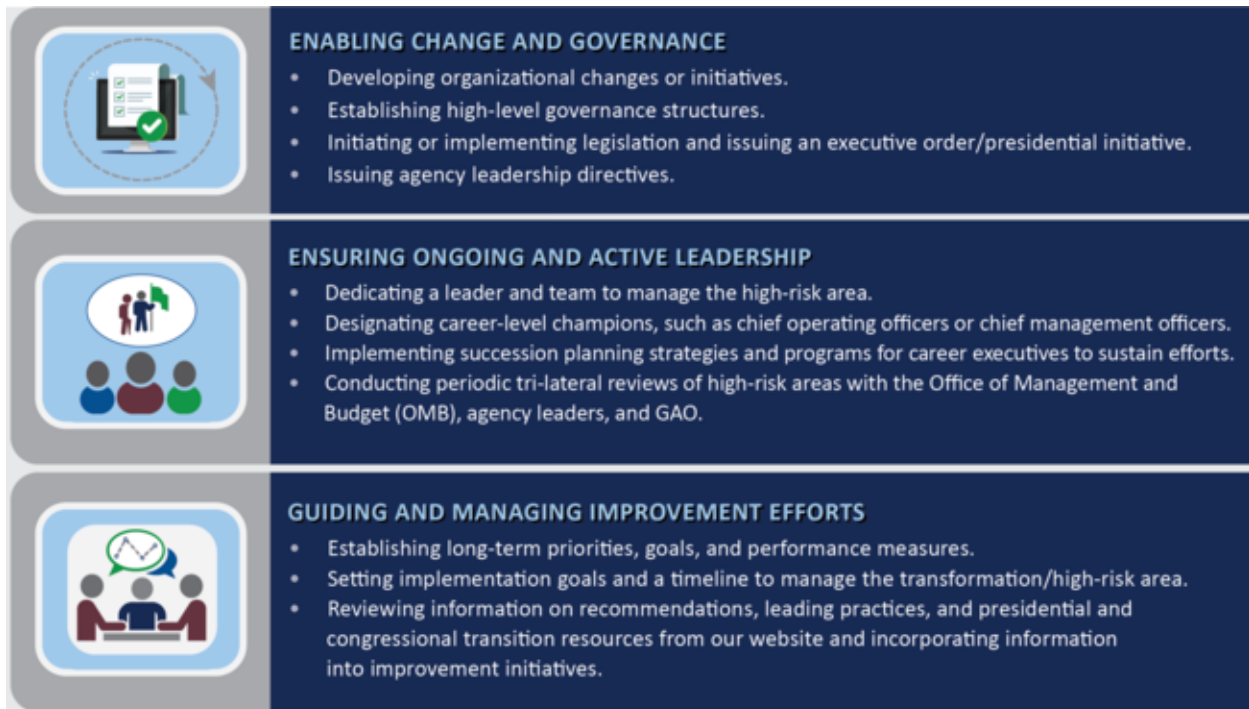 ENABLING CHANGE AND GOVERNANCE
• Developing organizational changes or initiatives.
• Establishing high-level governance structures.
• Initiating or implementing legislation and issuing an executive order/presidential initiative.
• Issuing agency leadership directives.
ENSURING ONGOING AND ACTIVE LEADERSHIP
• Dedicating a leader and team to manage the high-risk area.
• Designating career-level champions, such as chief operating officers or chief management officers.
• Implementing succession planning strategies and programs for career executives to sustain efforts.
• Conducting periodic tri-lateral reviews of high-risk areas with the Office of Management and
Budget (OMB), agency leaders, and GAO.
GUIDING AND MANAGING IMPROVEMENT EFFORTS
• Establishing long-term priorities, goals, and performance measures.
• Setting implementation goals and a timeline to manage the transformation/high-risk area.
• Reviewing information on recommendations, leading practices, and presidential and
congressional transition resources from our website and incorporating information
into improvement initiatives.